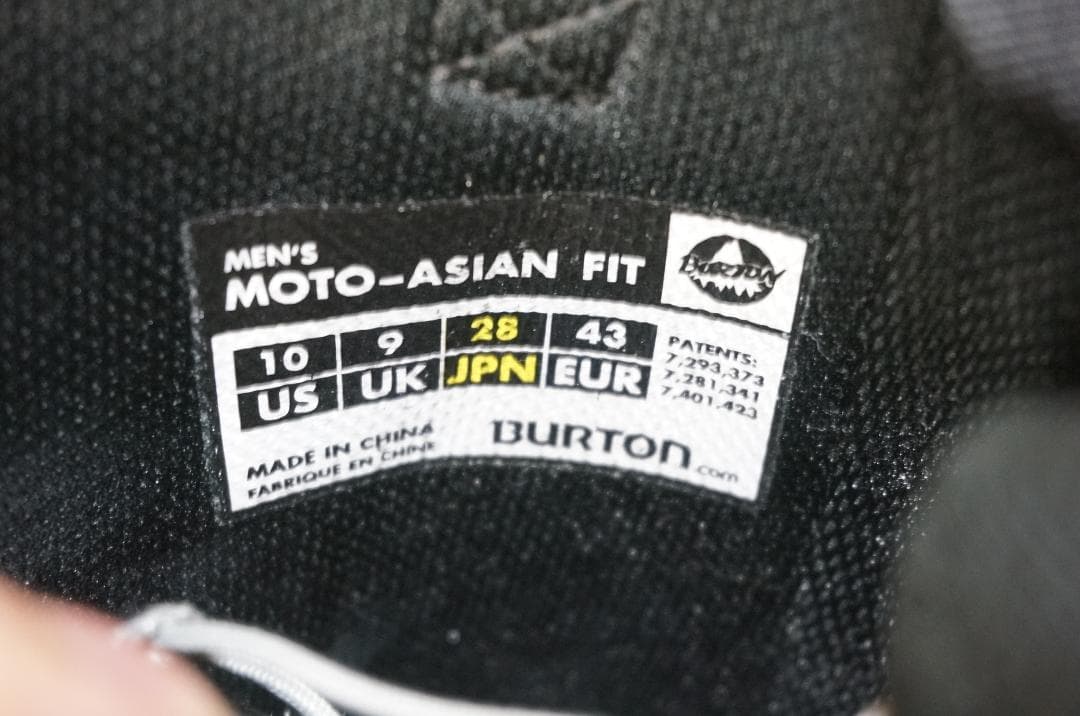 MEN'S
MOTO-ASIAN FIT
BURTON
10 9 28 43
US UK JPN EUR
PATENTS:
7,293,373
7,281,341
7,401,423
MADE IN CHINA
FABRIQUE EN CHINE
BURTON.com